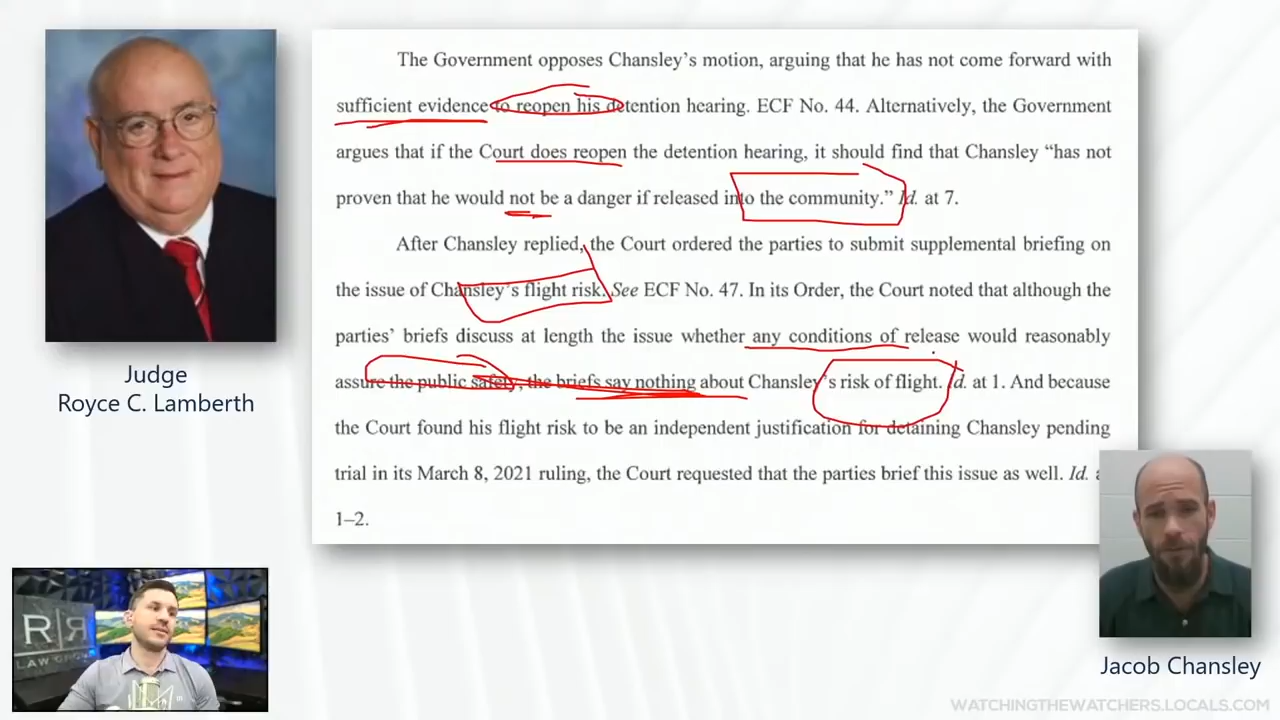 The Government opposes Chansley's motion, arguing that he has not come forward with
sufficient evidence to reopen his detention hearing. ECF No. 44. Alternatively, the Government
argues that if the Court does reopen the detention hearing, it should find that Chansley “has not
proven that he would not be a danger if released into the community.” Id. at 7.
After Chansley replied, the Court ordered the parties to submit supplemental briefing on
the issue of Chansley's flight risk. See ECF No. 47. In its Order, the Court noted that although the
parties' briefs discuss at length the issue whether any conditions of release would reasonably
assure the public safety, the briefs say nothing about Chansley's risk of flight. Id. at 1. And because
the Court found his flight risk to be an independent justification for detaining Chansley pending
trial in its March 8, 2021 ruling, the Court requested that the parties brief this issue as well. Id.
1–2.
Judge
Royce C. Lamberth
R|R
LAW GROUP
Jacob Chansley
WATCHINGTHEWATCHERS.LOCALS.COM